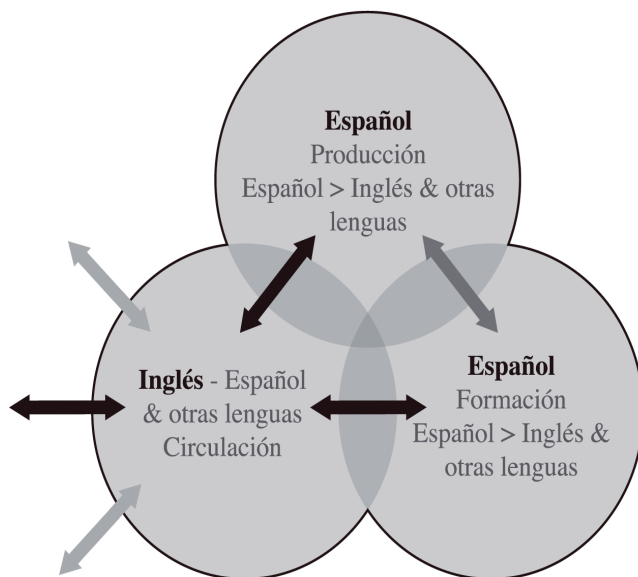 Español
Producción
Español > Inglés & otras
lenguas
Inglés - Español
& otras lenguas
Circulación
Español
Formación
Español > Inglés &
otras lenguas